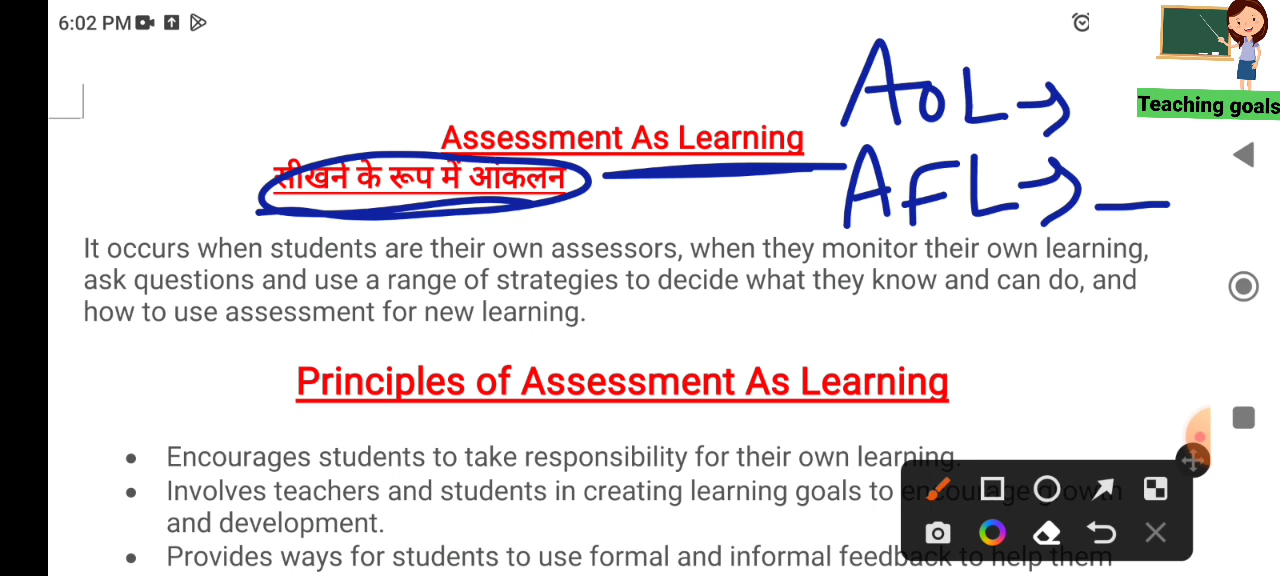 6:02 PM
AOL→
Teaching goals
Assessment As Learning
सीखने के रूप में आंकलन
AFL→ —
It occurs when students are their own assessors, when they monitor their own learning,
ask questions and use a range of strategies to decide what they know and can do, and
how to use assessment for new learning.
Principles of Assessment As Learning
• Encourages students to take responsibility for their own learning.
• Involves teachers and students in creating learning goals to encourage growth
and development.
• Provides ways for students to use formal and informal feedback to help them